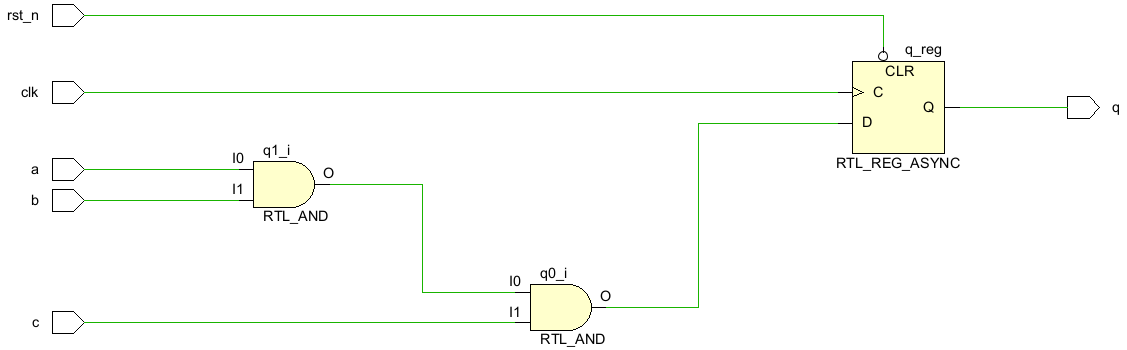 rst_n
q_reg
CLR
clk
C
Q
q
D
RTL_REG_ASYNC
q1_i
I0
a
O
I1
b
RTL_AND
q0_i
I0
O
I1
c
RTL_AND